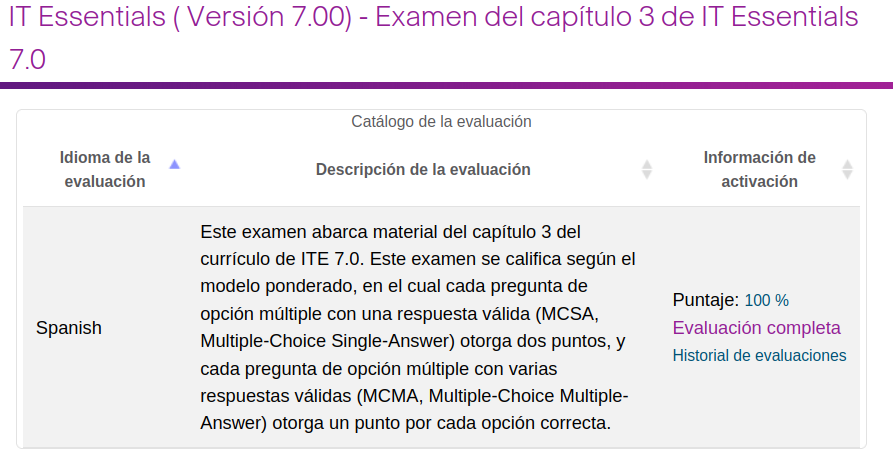 IT Essentials ( Versión 7.00) - Examen del capítulo 3 de IT Essentials
7.0
Catálogo de la evaluación
Idioma de la
evaluación
Descripción de la evaluación
Información de
activación
Spanish
Este examen abarca material del capítulo 3 del
currículo de ITE 7.0. Este examen se califica según el
modelo ponderado, en el cual cada pregunta de
opción múltiple con una respuesta válida (MCSA,
Multiple-Choice Single-Answer) otorga dos puntos, y
cada pregunta de opción múltiple con varias
respuestas válidas (MCMA, Multiple-Choice Multiple-
Answer) otorga un punto por cada opción correcta.
Puntaje: 100 %
Evaluación completa
Historial de evaluaciones